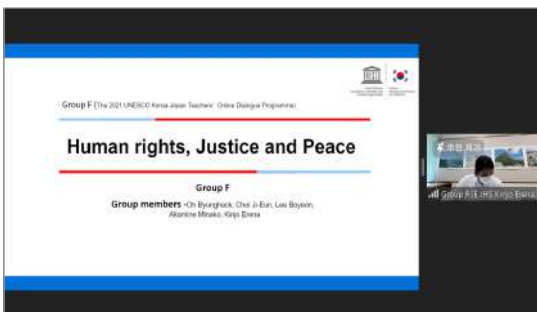 Group F (The 2021 UNESCO Korea-Japan Teachers' Online Dialogue Programme)
Human rights, Justice and Peace
Group F
Group members -Oh Byunghack, Choi Ji-Eun, Lee Boyeon,
Akamine Minako, Kinjo Erena
Group F(E JHS Kinjo Erena